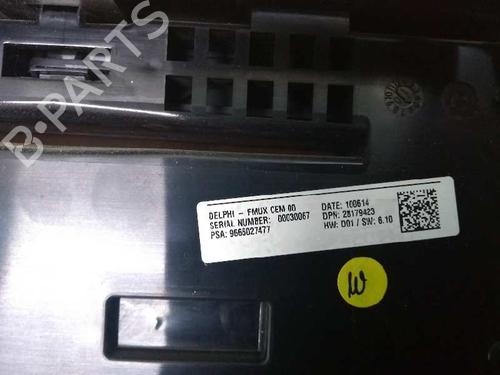 B-PARTS
DELPHI - FMUX CEM 00 DATE: 100614
SERIAL NUMBER: 00030067 DPN: 28179423
PSA: 9665027477 HW: D01 / SW: 6.10
W